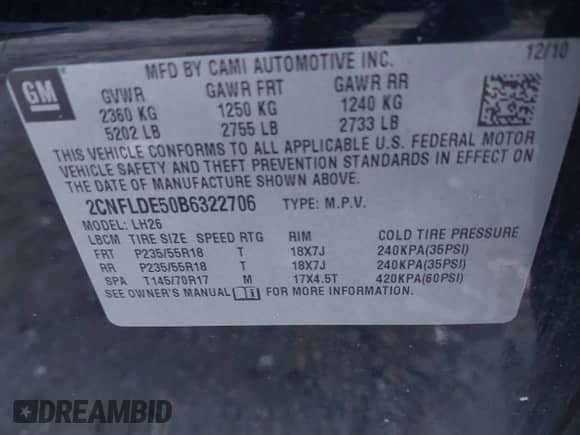 GM
MFD BY CAMI AUTOMOTIVE INC. 12/10
GVWR GAWR FRT GAWR RR
2360 KG 1250 KG 1240 KG
5202 LB 2755 LB 2733 LB
THIS VEHICLE CONFORMS TO ALL APPLICABLE U.S. FEDERAL MOTOR
VEHICLE SAFETY AND THEFT PREVENTION STANDARDS IN EFFECT ON
THE DATE OF MANUFACTURE SHOWN ABOVE.
2CNFLDE50B6322706 TYPE: M.P.V.
MODEL: LH26
LBCM TIRE SIZE SPEED RTG RIM COLD TIRE PRESSURE
FRT P235/55R18 T 18X7J 240KPA(35PSI)
RR P235/55R18 T 18X7J 240KPA(35PSI)
SPA T145/70R17 M 17X4.5T 420KPA(60PSI)
SEE OWNER'S MANUAL FOR MORE INFORMATION.
DREAMBID